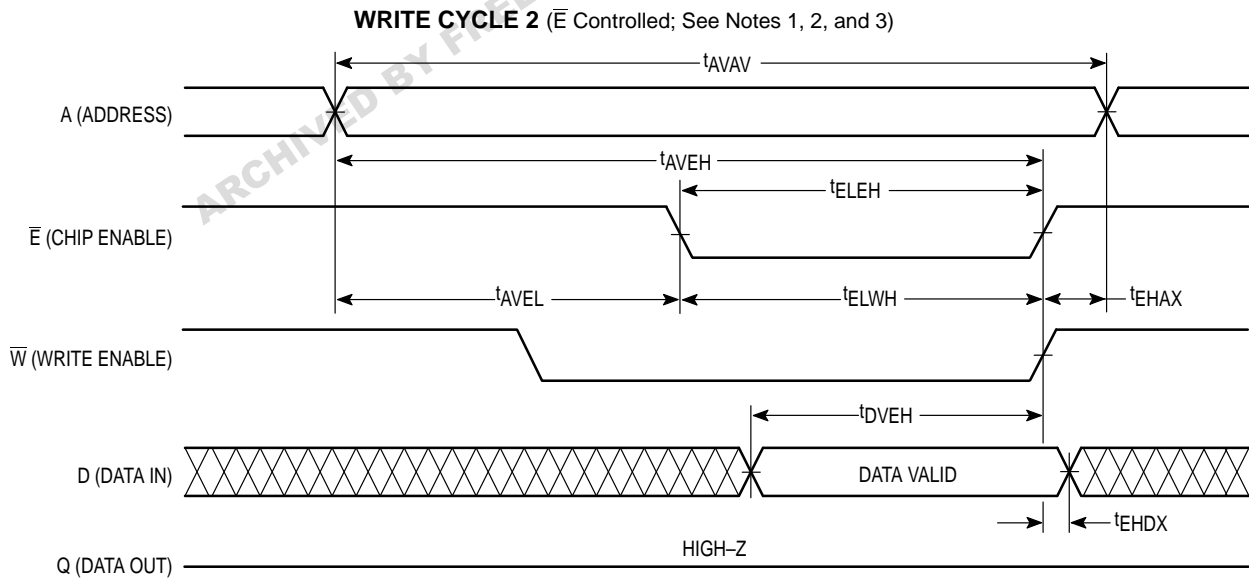 WRITE CYCLE 2 (E̅ Controlled; See Notes 1, 2, and 3)
ARCHIVED BY FREE
tAVAV
A (ADDRESS)
tAVEH
tELEH
E̅ (CHIP ENABLE)
tAVEL
tELWH
tEHAX
W̅ (WRITE ENABLE)
tDVEH
D (DATA IN)
DATA VALID
tEHDX
HIGH–Z
Q (DATA OUT)